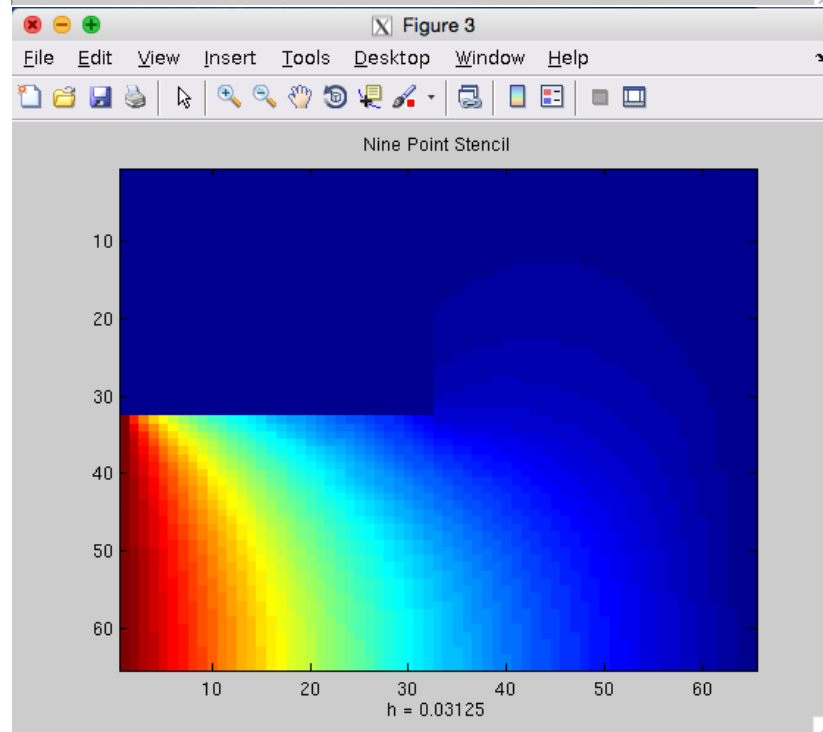 Figure 3
File Edit View Insert Tools Desktop Window Help
Nine Point Stencil
10
20
30
40
50
60
10 20 30 40 50 60
h = 0.03125